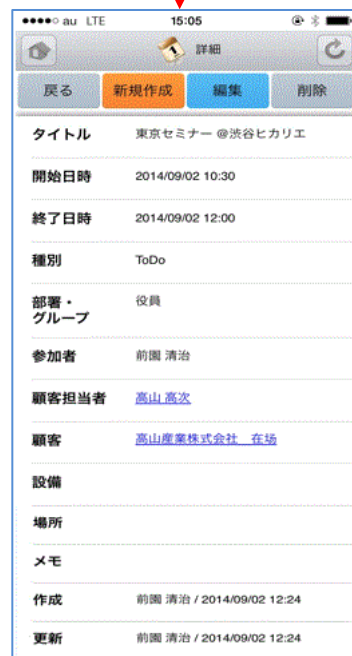 au LTE 15:05
詳細
戻る 新規作成 編集 削除
タイトル 東京セミナー @渋谷ヒカリエ
開始日時 2014/09/02 10:30
終了日時 2014/09/02 12:00
種別 ToDo
部署・ 役員
グループ
参加者 前園 清治
顧客担当者 高山 高次
顧客 高山産業株式会社 在场
設備
場所
メモ
作成 前園 清治 / 2014/09/02 12:24
更新 前園 清治 / 2014/09/02 12:24